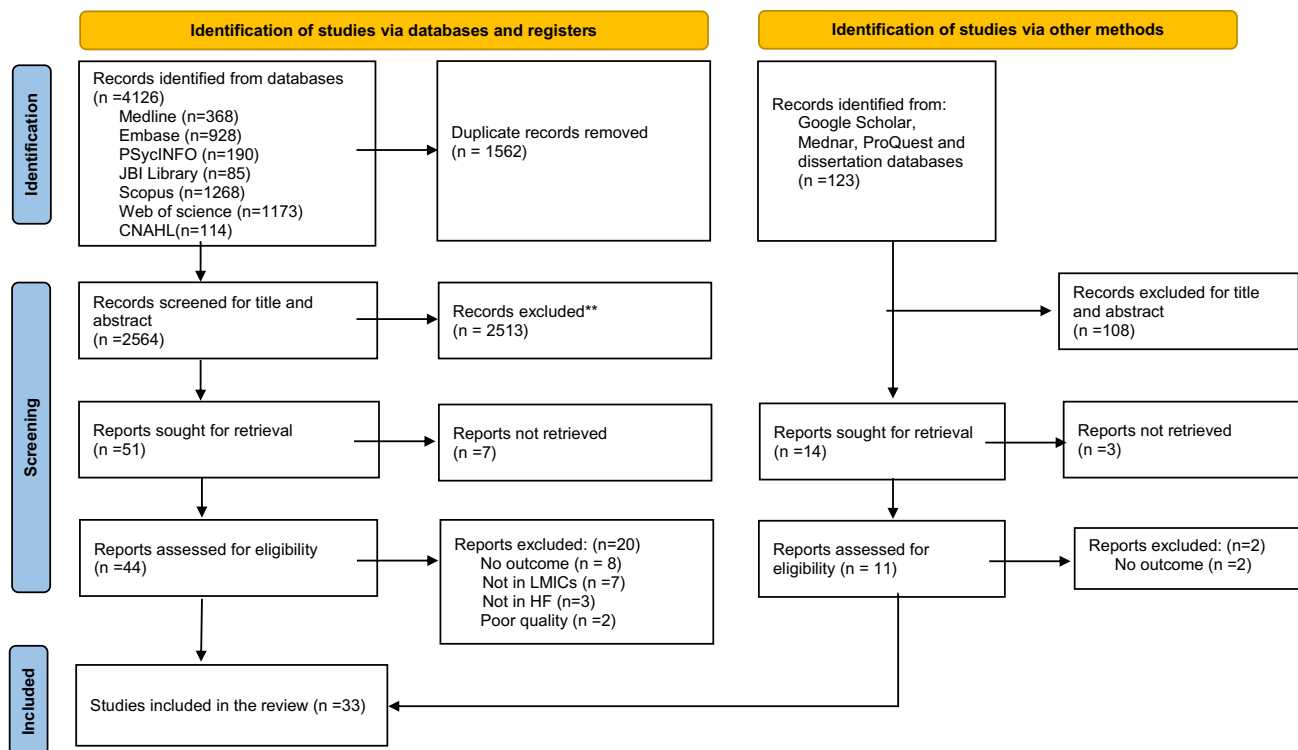 Identification of studies via databases and registers
Identification of studies via other methods
Identification
Records identified from databases
(n =4126)
Medline (n=368)
Embase (n=928)
PSycINFO (n=190)
JBI Library (n=85)
Scopus (n=1268)
Web of science (n=1173)
CNAHL(n=114)
Duplicate records removed
(n = 1562)
Records identified from:
Google Scholar,
Mednar, ProQuest and
dissertation databases
(n =123)
Screening
Records screened for title and
abstract
(n =2564)
Records excluded**
(n = 2513)
Records excluded for title
and abstract
(n =108)
Reports sought for retrieval
(n =51)
Reports not retrieved
(n =7)
Reports sought for retrieval
(n =14)
Reports not retrieved
(n =3)
Reports assessed for eligibility
(n =44)
Reports excluded: (n=20)
No outcome (n = 8)
Not in LMICs (n =7)
Not in HF (n=3)
Poor quality (n =2)
Reports assessed for
eligibility (n = 11)
Reports excluded: (n=2)
No outcome (n =2)
Included
Studies included in the review (n =33)